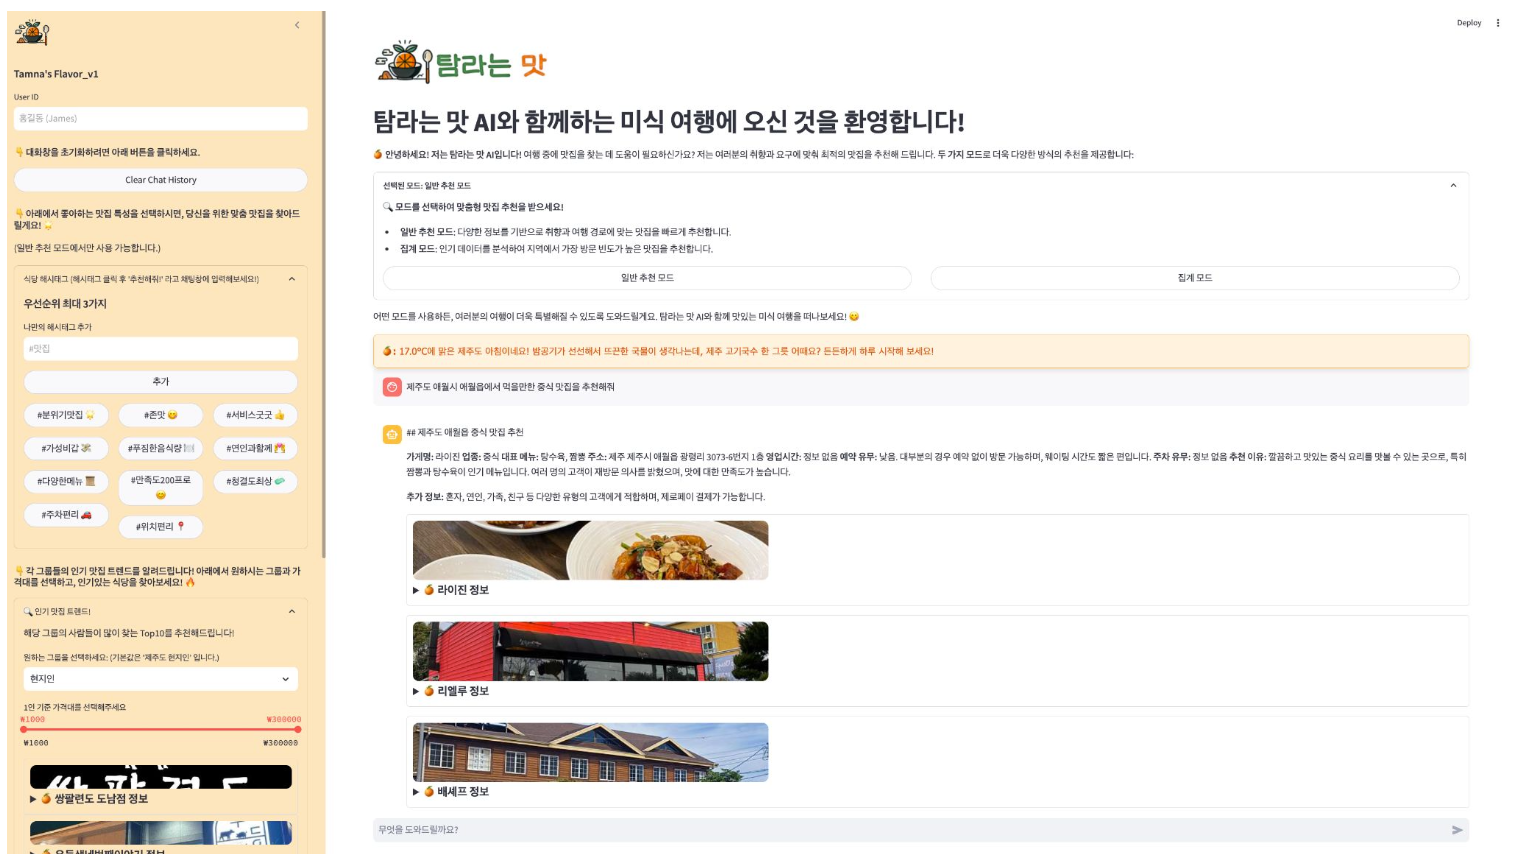 Tamna's Flavor_v1
User ID
홍길동 (James)
👇 대화창을 초기화하려면 아래 버튼을 클릭하세요.
Clear Chat History
👇 아래에서 좋아하는 맛집 특성을 선택하시면, 당신을 위한 맞춤 맛집을 찾아드
릴게요! 🌟
(일반 추천 모드에서만 사용 가능합니다.)
식당 해시태그 (해시태그 클릭 후 '추천해줘!' 라고 채팅창에 입력해보세요!)
우선순위 최대 3가지
나만의 해시태그 추가
#맛집
추가
#분위기맛집 🌟
#존맛 😋
#서비스굿굿 👍
#가성비갑 💸
#푸짐한음식량 🍽️
#연인과함께 💏
#다양한메뉴 📜
#만족도200프로
😊
#청결도최상 🧼
#주차편리 🚗
#위치편리 📍
👇 각 그룹들의 인기 맛집 트렌드를 알려드립니다! 아래에서 원하시는 그룹과 가
격대를 선택하고, 인기있는 식당을 찾아보세요! 🔥
🔍 인기 맛집 트렌드!
해당 그룹의 사람들이 많이 찾는 Top10를 추천해드립니다!
원하는 그룹을 선택하세요: (기본값은 '제주도 현지인' 입니다.)
현지인
1인 기준 가격대를 선택해주세요
₩1000
₩300000
₩1000
₩300000
쌍팔련도 도남점 정보
Deploy
탐라는 맛
탐라는 맛 AI와 함께하는 미식 여행에 오신 것을 환영합니다!
🍊 안녕하세요! 저는 탐라는 맛 AI입니다! 여행 중에 맛집을 찾는 데 도움이 필요하신가요? 저는 여러분의 취향과 요구에 맞춰 최적의 맛집을 추천해 드립니다. 두 가지 모드로 더욱 다양한 방식의 추천을 제공합니다:
선택된 모드: 일반 추천 모드
🔍 모드를 선택하여 맞춤형 맛집 추천을 받으세요!
• 일반 추천 모드: 다양한 정보를 기반으로 취향과 여행 경로에 맞는 맛집을 빠르게 추천합니다.
• 집계 모드: 인기 데이터를 분석하여 지역에서 가장 방문 빈도가 높은 맛집을 추천합니다.
일반 추천 모드
집계 모드
어떤 모드를 사용하든, 여러분의 여행이 더욱 특별해질 수 있도록 도와드릴게요. 탐라는 맛 AI와 함께 맛있는 미식 여행을 떠나보세요! 😋
🍊: 17.0°C에 맑은 제주도 아침이네요! 밤공기가 선선해서 뜨끈한 국물이 생각나는데, 제주 고기국수 한 그릇 어때요? 든든하게 하루 시작해 보세요!
제주도 애월시 애월읍에서 먹을만한 중식 맛집을 추천해줘
## 제주도 애월읍 중식 맛집 추천
가게명: 라이진 업종: 중식 대표 메뉴: 탕수육, 짬뽕 주소: 제주 제주시 애월읍 광령리 3073-6번지 1층 영업시간: 정보 없음 예약 유무: 낮음. 대부분의 경우 예약 없이 방문 가능하며, 웨이팅 시간도 짧은 편입니다. 주차 유무: 정보 없음 추천 이유: 깔끔하고 맛있는 중식 요리를 맛볼 수 있는 곳으로, 특히
짬뽕과 탕수육이 인기 메뉴입니다. 여러 명의 고객이 재방문 의사를 밝혔으며, 맛에 대한 만족도가 높습니다.
추가 정보: 혼자, 연인, 가족, 친구 등 다양한 유형의 고객에게 적합하며, 제로페이 결제가 가능합니다.
▶ 🍊 라이진 정보
▶ 🍊 리엘루 정보
▶ 🍊 배셰프 정보
무엇을 도와드릴까요?